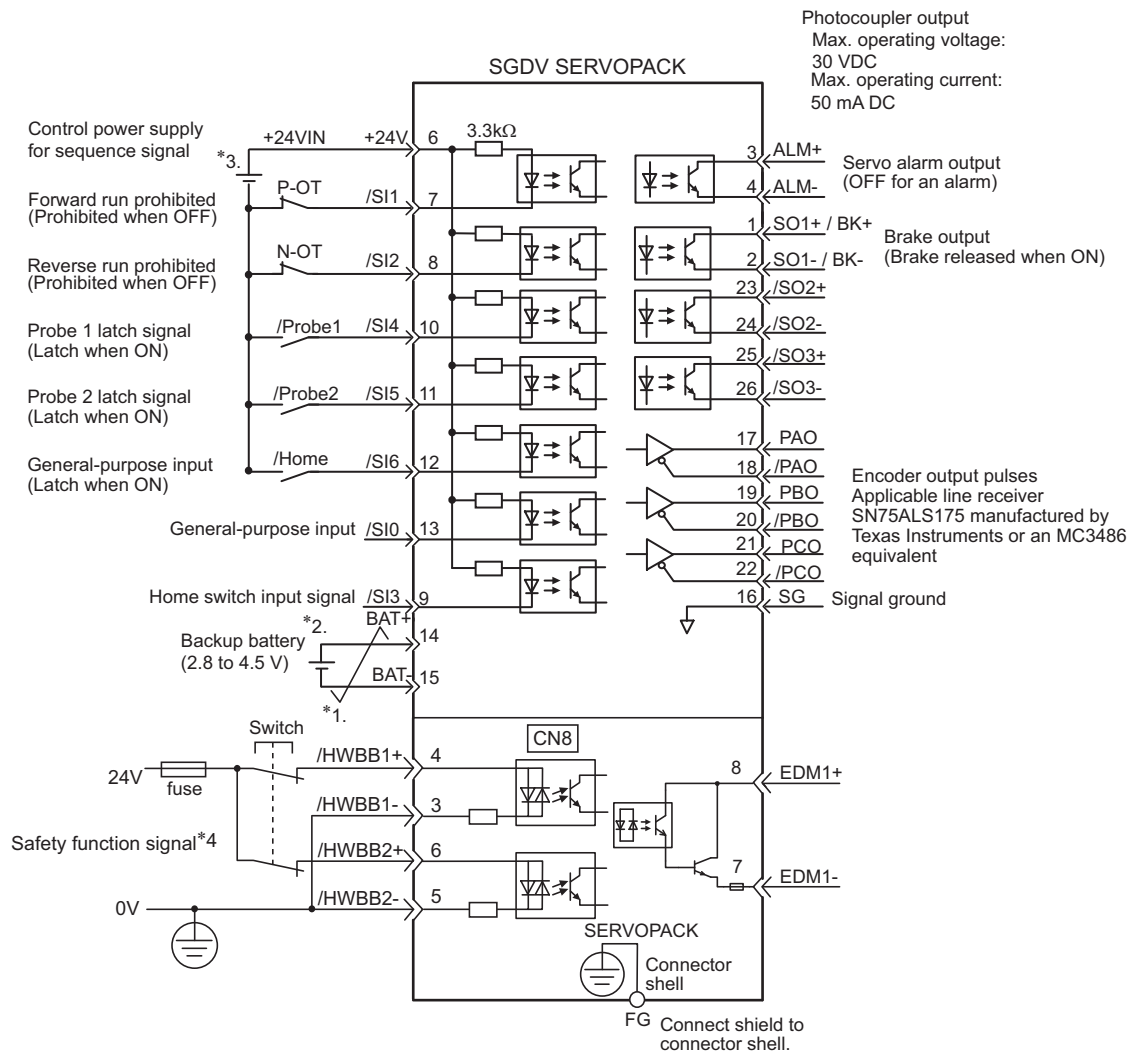 Photocoupler output
Max. operating voltage:
30 VDC
Max. operating current:
50 mA DC
SGDV SERVOPACK
Control power supply
for sequence signal
*3.
+24VIN
+24V
6
3.3kΩ
3
ALM+
4
ALM-
Servo alarm output
(OFF for an alarm)
Forward run prohibited
(Prohibited when OFF)
P-OT
/SI1
7
1
SO1+ / BK+
2
SO1- / BK-
Brake output
(Brake released when ON)
Reverse run prohibited
(Prohibited when OFF)
N-OT
/SI2
8
23
/SO2+
24
/SO2-
Probe 1 latch signal
(Latch when ON)
/Probe1
/SI4
10
25
/SO3+
26
/SO3-
Probe 2 latch signal
(Latch when ON)
/Probe2
/SI5
11
General-purpose input
(Latch when ON)
/Home
/SI6
12
17
PAO
18
/PAO
19
PBO
20
/PBO
21
PCO
22
/PCO
Encoder output pulses
Applicable line receiver
SN75ALS175 manufactured by
Texas Instruments or an MC3486
equivalent
General-purpose input
/SI0
13
Home switch input signal
/SI3
9
16
SG
Signal ground
*2.
Backup battery
(2.8 to 4.5 V)
BAT+
14
BAT-
15
*1.
Switch
CN8
24V
fuse
/HWBB1+
4
/HWBB1-
3
8
EDM1+
Safety function signal*4
/HWBB2+
6
/HWBB2-
5
7
EDM1-
0V
SERVOPACK
Connector
shell
FG
Connect shield to
connector shell.